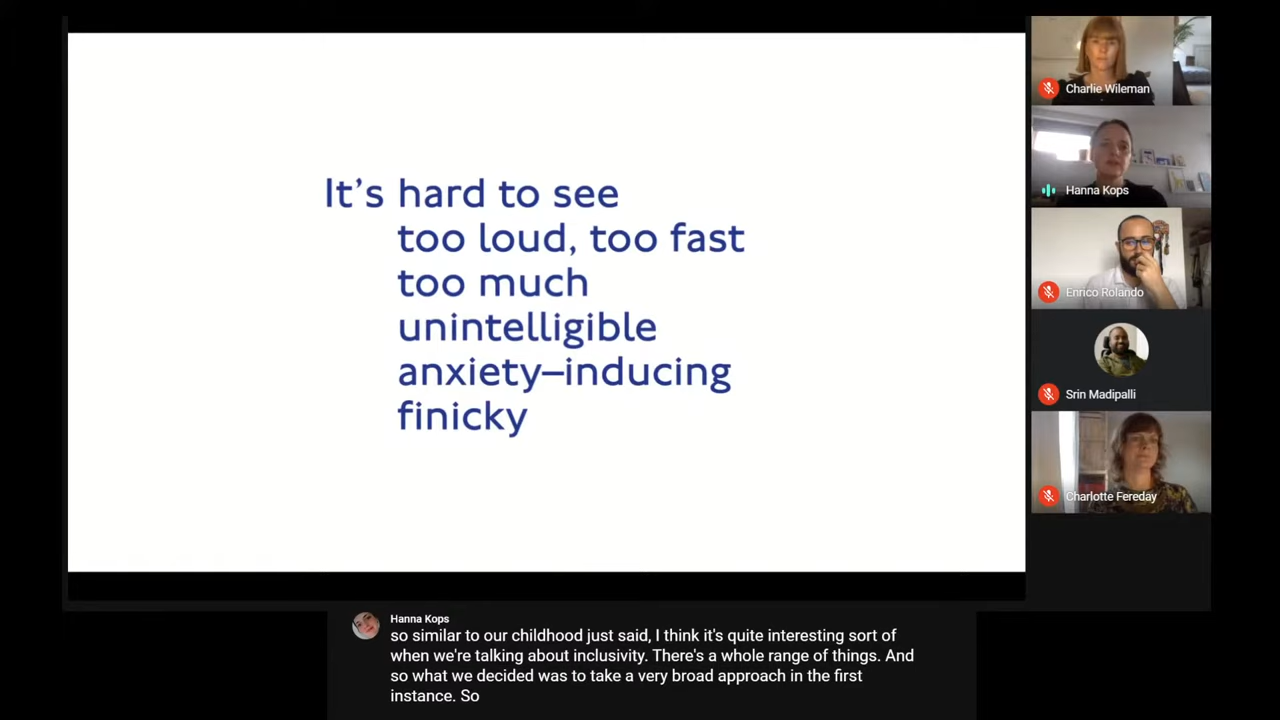 It's hard to see
too loud, too fast
too much
unintelligible
anxiety–inducing
finicky
Charlie Wileman
Hanna Kops
Enrico Rolando
Srin Madipalli
Charlotte Fereday
Hanna Kops
so similar to our childhood just said, I think it's quite interesting sort of
when we're talking about inclusivity. There's a whole range of things. And
so what we decided was to take a very broad approach in the first
instance. So